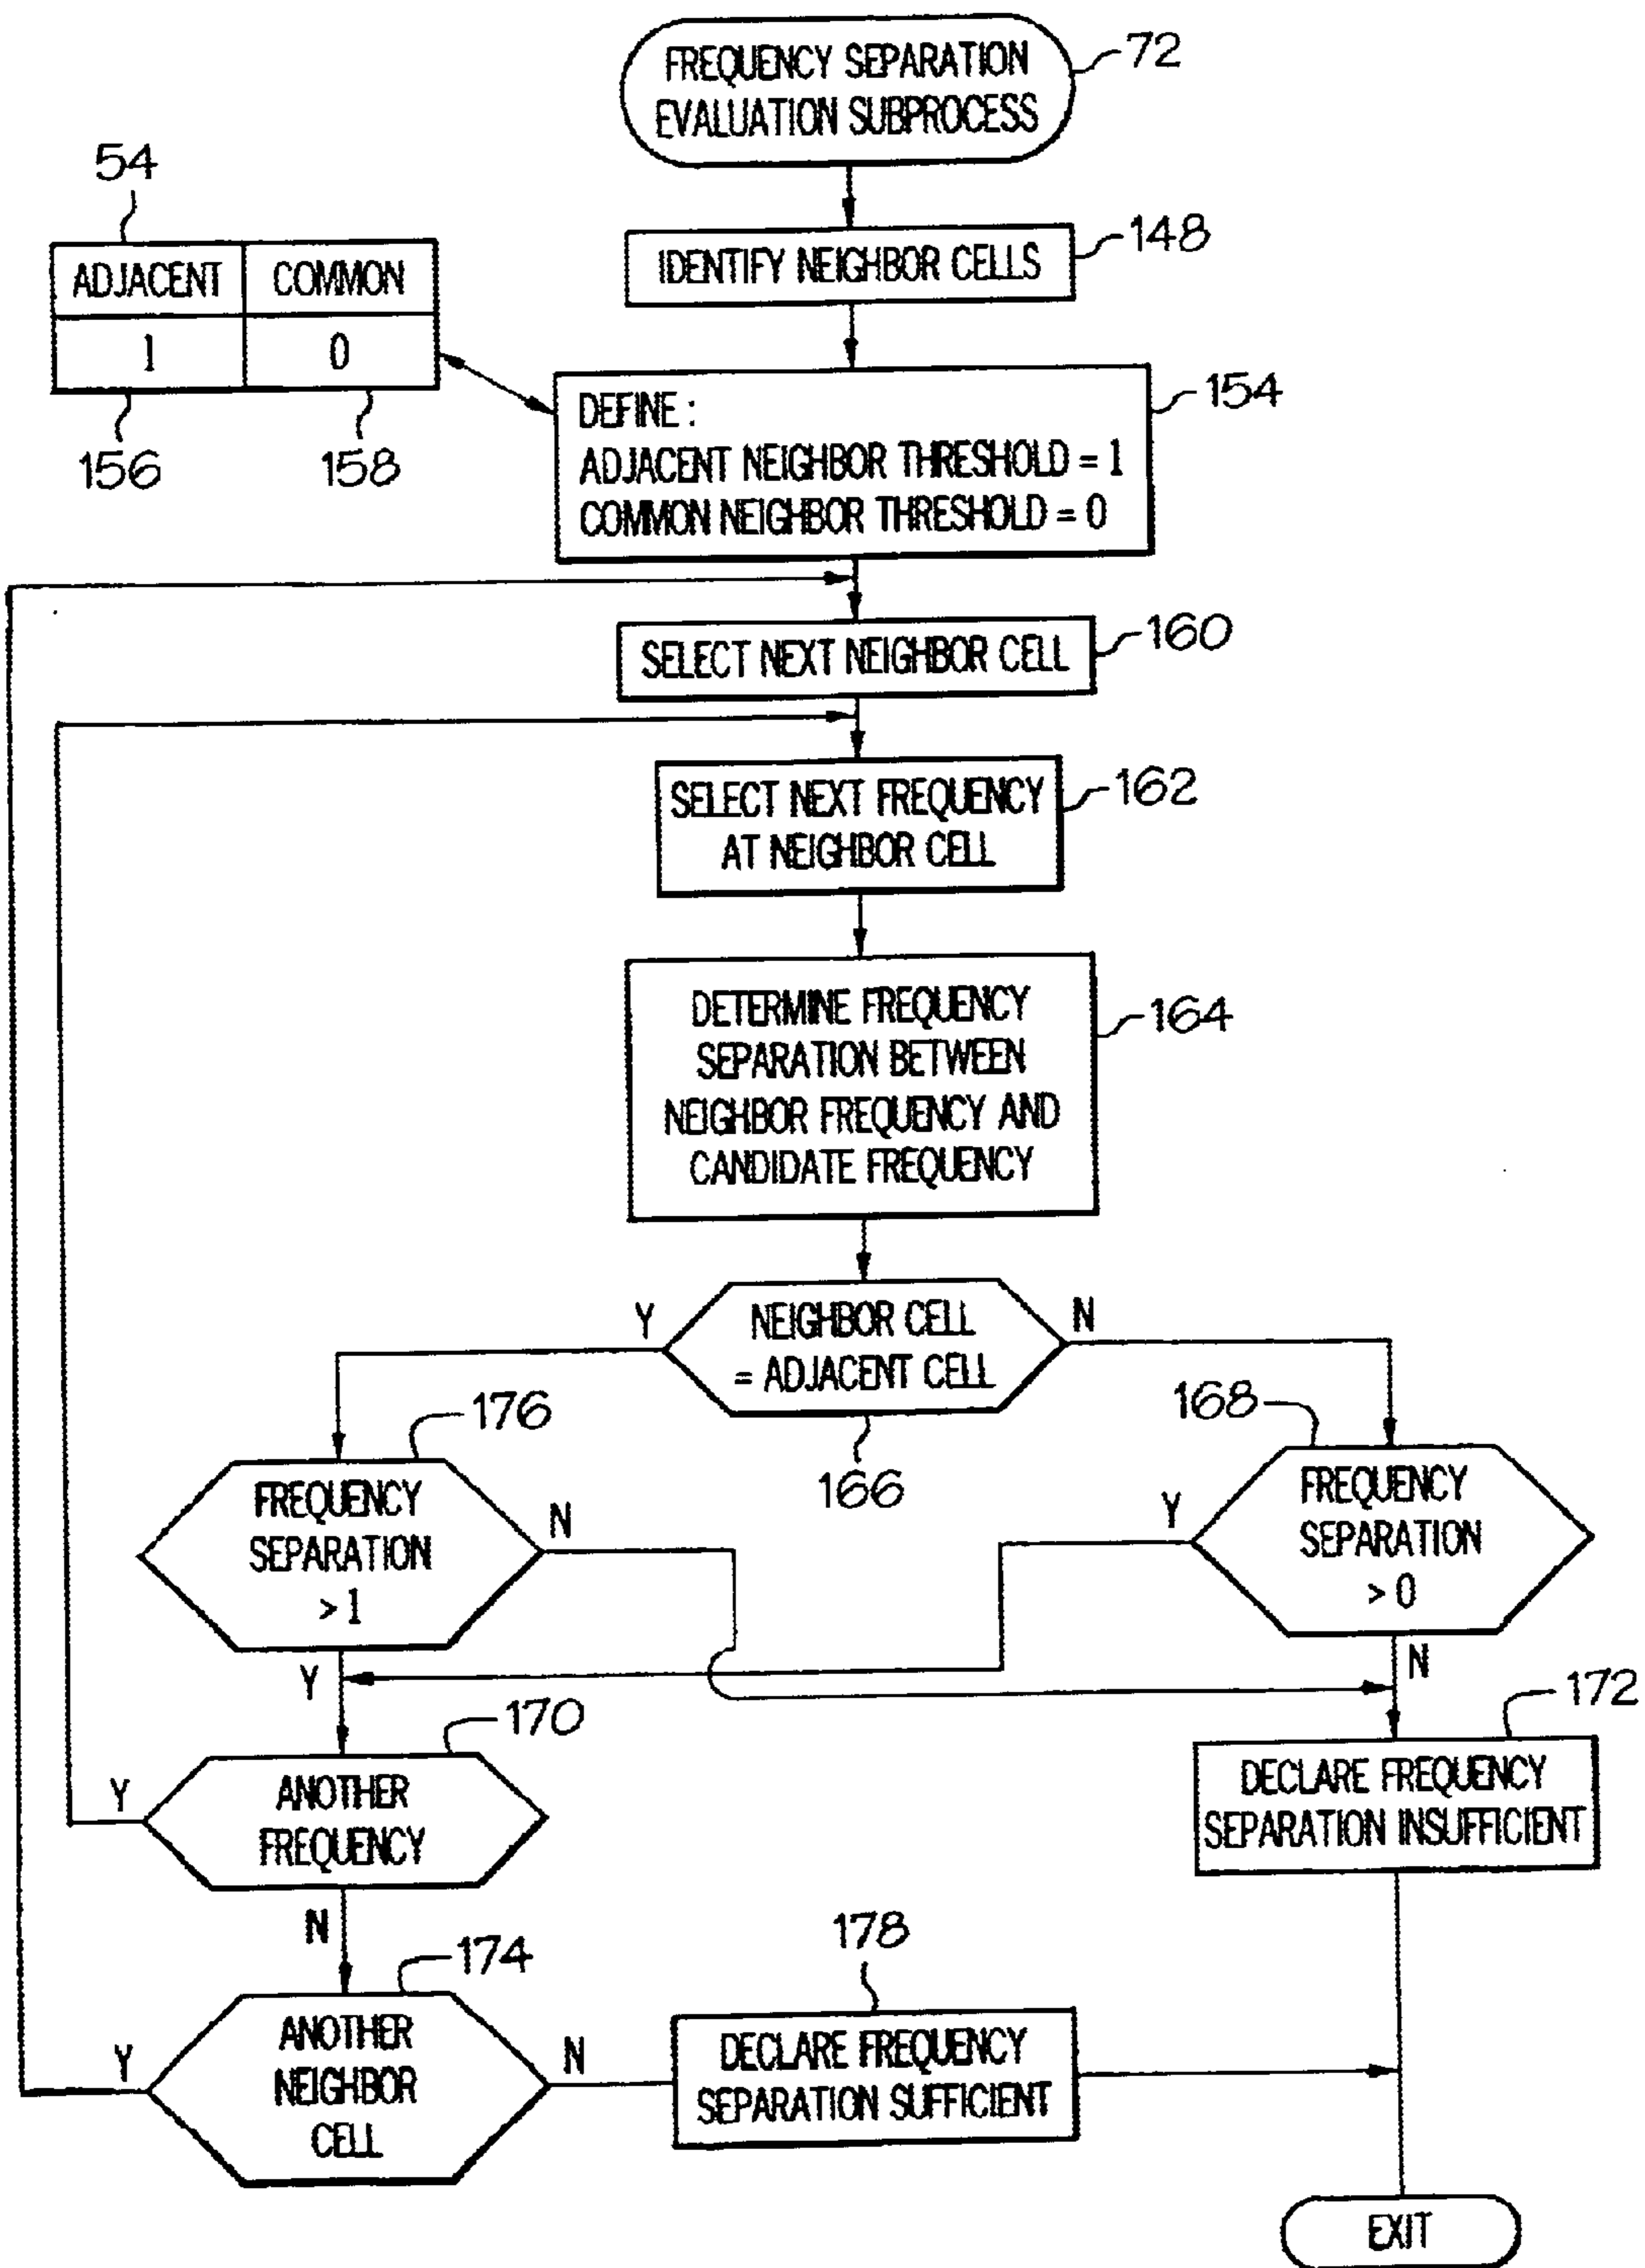 FREQUENCY SEPARATION
EVALUATION SUBPROCESS
72
54
ADJACENT COMMON
1 0
156 158
IDENTIFY NEIGHBOR CELLS
148
DEFINE :
ADJACENT NEIGHBOR THRESHOLD = 1
COMMON NEIGHBOR THRESHOLD = 0
154
SELECT NEXT NEIGHBOR CELL
160
SELECT NEXT FREQUENCY
AT NEIGHBOR CELL
162
DETERMINE FREQUENCY
SEPARATION BETWEEN
NEIGHBOR FREQUENCY AND
CANDIDATE FREQUENCY
164
Y
NEIGHBOR CELL
= ADJACENT CELL
N
166
176
FREQUENCY
SEPARATION
> 1
N
Y
168
FREQUENCY
SEPARATION
> 0
Y
N
170
ANOTHER
FREQUENCY
Y
N
172
DECLARE FREQUENCY
SEPARATION INSUFFICIENT
174
ANOTHER
NEIGHBOR
CELL
Y
N
178
DECLARE FREQUENCY
SEPARATION SUFFICIENT
EXIT